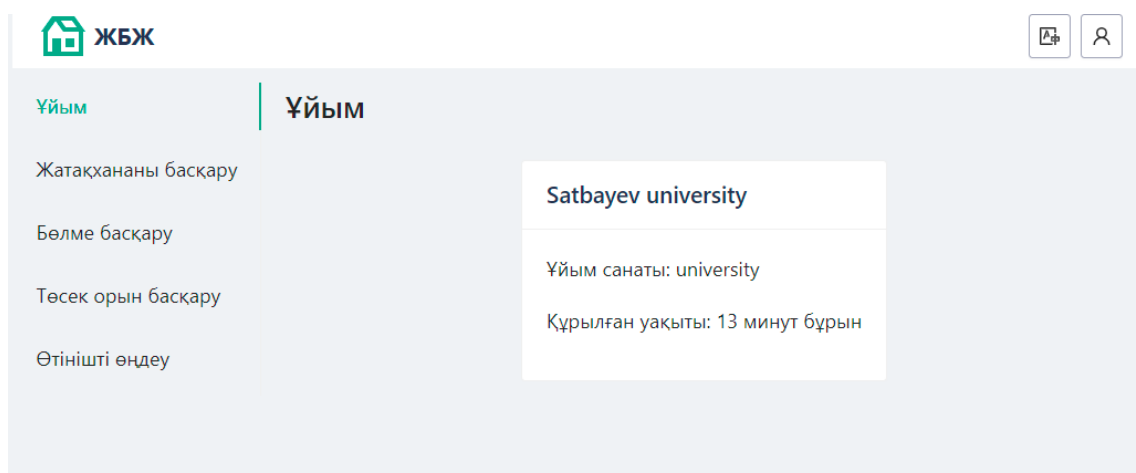 ЖБЖ
Ұйым
Жатақхананы басқару
Бөлме басқару
Төсек орын басқару
Өтінішті өңдеу
Ұйым
Satbayev university
Ұйым санаты: university
Құрылған уақыты: 13 минут бұрын